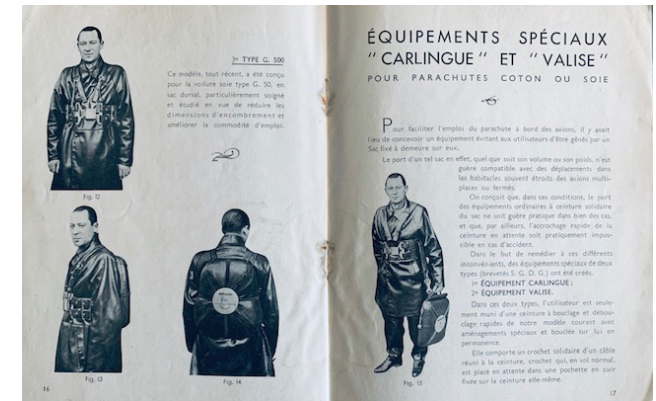 3º TYPE G. 500
Ce modèle, tout récent, a été conçu
pour la voilure soie type G. 50, en
sac dorsal, particulièrement soigné
et étudié en vue de réduire les
dimensions d'encombrement et
améliorer la commodité d'emploi.
Fig. 12
Fig. 13
Fig. 14
16
ÉQUIPEMENTS SPÉCIAUX
"CARLINGUE" ET "VALISE"
POUR PARACHUTES COTON OU SOIE
Pour faciliter l'emploi du parachute à bord des avions, il y avait
lieu de concevoir un équipement évitant aux utilisateurs d'être gênés par un
Sac fixé à demeure sur eux.
Le port d'un tel sac en effet, quel que soit son volume ou son poids, n'est
guère compatible avec des déplacements dans
les habitacles souvent étroits des avions multi-
places ou fermés.
On conçoit que, dans ces conditions, le port
des équipements ordinaires à ceinture solidaire
du sac ne soit guère pratique dans bien des cas,
et que, par ailleurs, l'accrochage rapide de la
ceinture en attente soit pratiquement impos-
sible en cas d'accident.
Dans le but de remédier à ces différents
inconvénients, des équipements spéciaux de deux
types (brevetés S. G. D. G.) ont été créés.
1º ÉQUIPEMENT CARLINGUE ;
2º ÉQUIPEMENT VALISE.
Dans ces deux types, l'utilisateur est seule-
ment muni d'une ceinture à bouclage et débou-
clage rapides de notre modèle courant avec
aménagements spéciaux et bouclée sur lui en
permanence.
Elle comporte un crochet solidaire d'un câble
réuni à la ceinture, crochet qui, en vol normal,
est placé en attente dans une pochette en cuir
fixée sur la ceinture elle-même.
Fig. 15
17